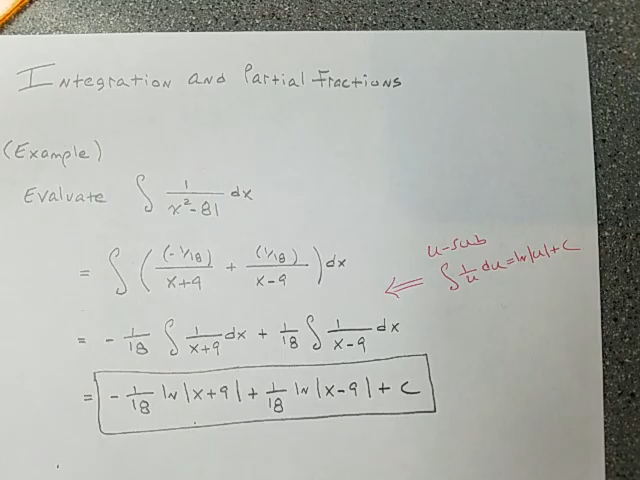 Integration and Partial Fractions
(Example)
Evaluate ∫ 1/(x²-81) dx
= ∫ ( (-1/18)/(x+9) + (1/18)/(x-9) ) dx
u-sub
∫ 1/u du = ln|u| + C
⇐
= - 1/18 ∫ 1/(x+9) dx + 1/18 ∫ 1/(x-9) dx
= - 1/18 ln|x+9| + 1/18 ln|x-9| + C